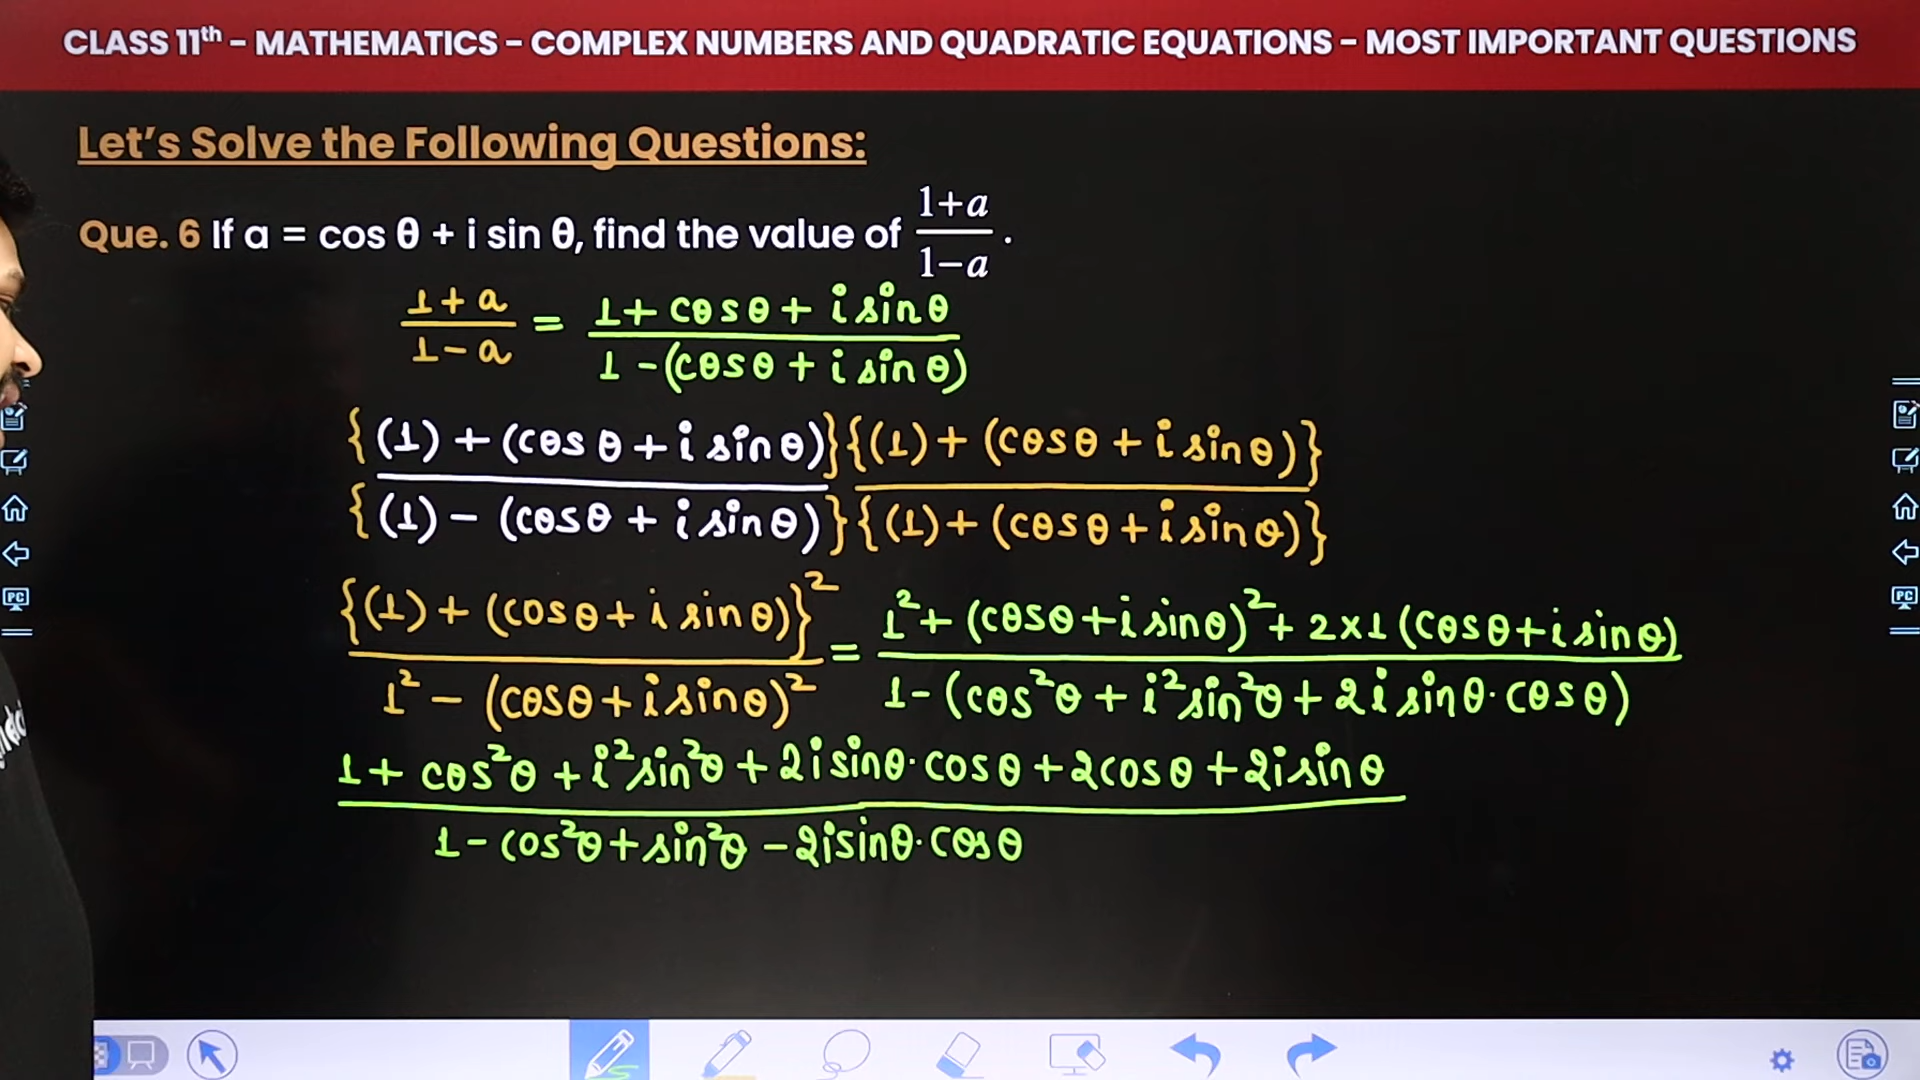 CLASS 11th – MATHEMATICS – COMPLEX NUMBERS AND QUADRATIC EQUATIONS – MOST IMPORTANT QUESTIONS
Let's Solve the Following Questions:
Que. 6 If a = cos θ + i sin θ, find the value of (1+a)/(1−a) .
(1+a)/(1-a) = (1+cosθ+i sinθ)/(1-(cosθ+i sinθ))
{(1)+(cosθ+i sinθ)}{(1)+(cosθ+i sinθ)}
{(1)-(cosθ+i sinθ)}{(1)+(cosθ+i sinθ)}
{(1)+(cosθ+i sinθ)}²/(1²-(cosθ+i sinθ)²) = (1²+(cosθ+i sinθ)²+2×1(cosθ+i sinθ))/(1-(cos²θ+i²sin²θ+2i sinθ·cosθ))
1+cos²θ+i²sin²θ+2i sinθ·cosθ+2cosθ+2i sinθ
1-cos²θ+sin²θ-2i sinθ·cosθ
PC
PC